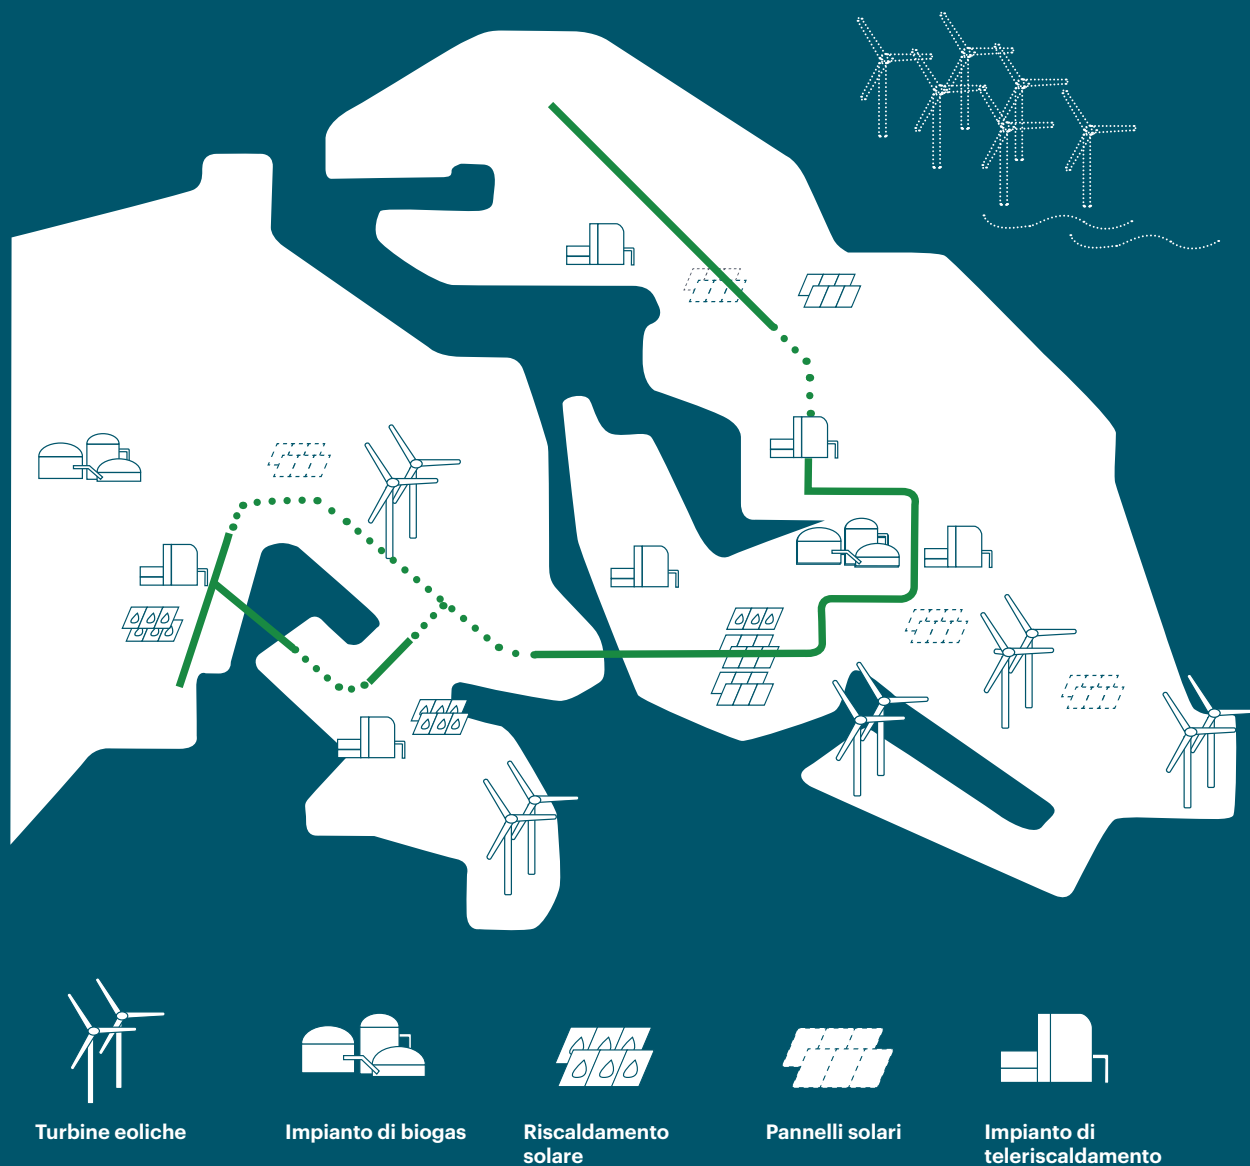 Turbine eoliche
Impianto di biogas
Riscaldamento
solare
Pannelli solari
Impianto di
teleriscaldamento